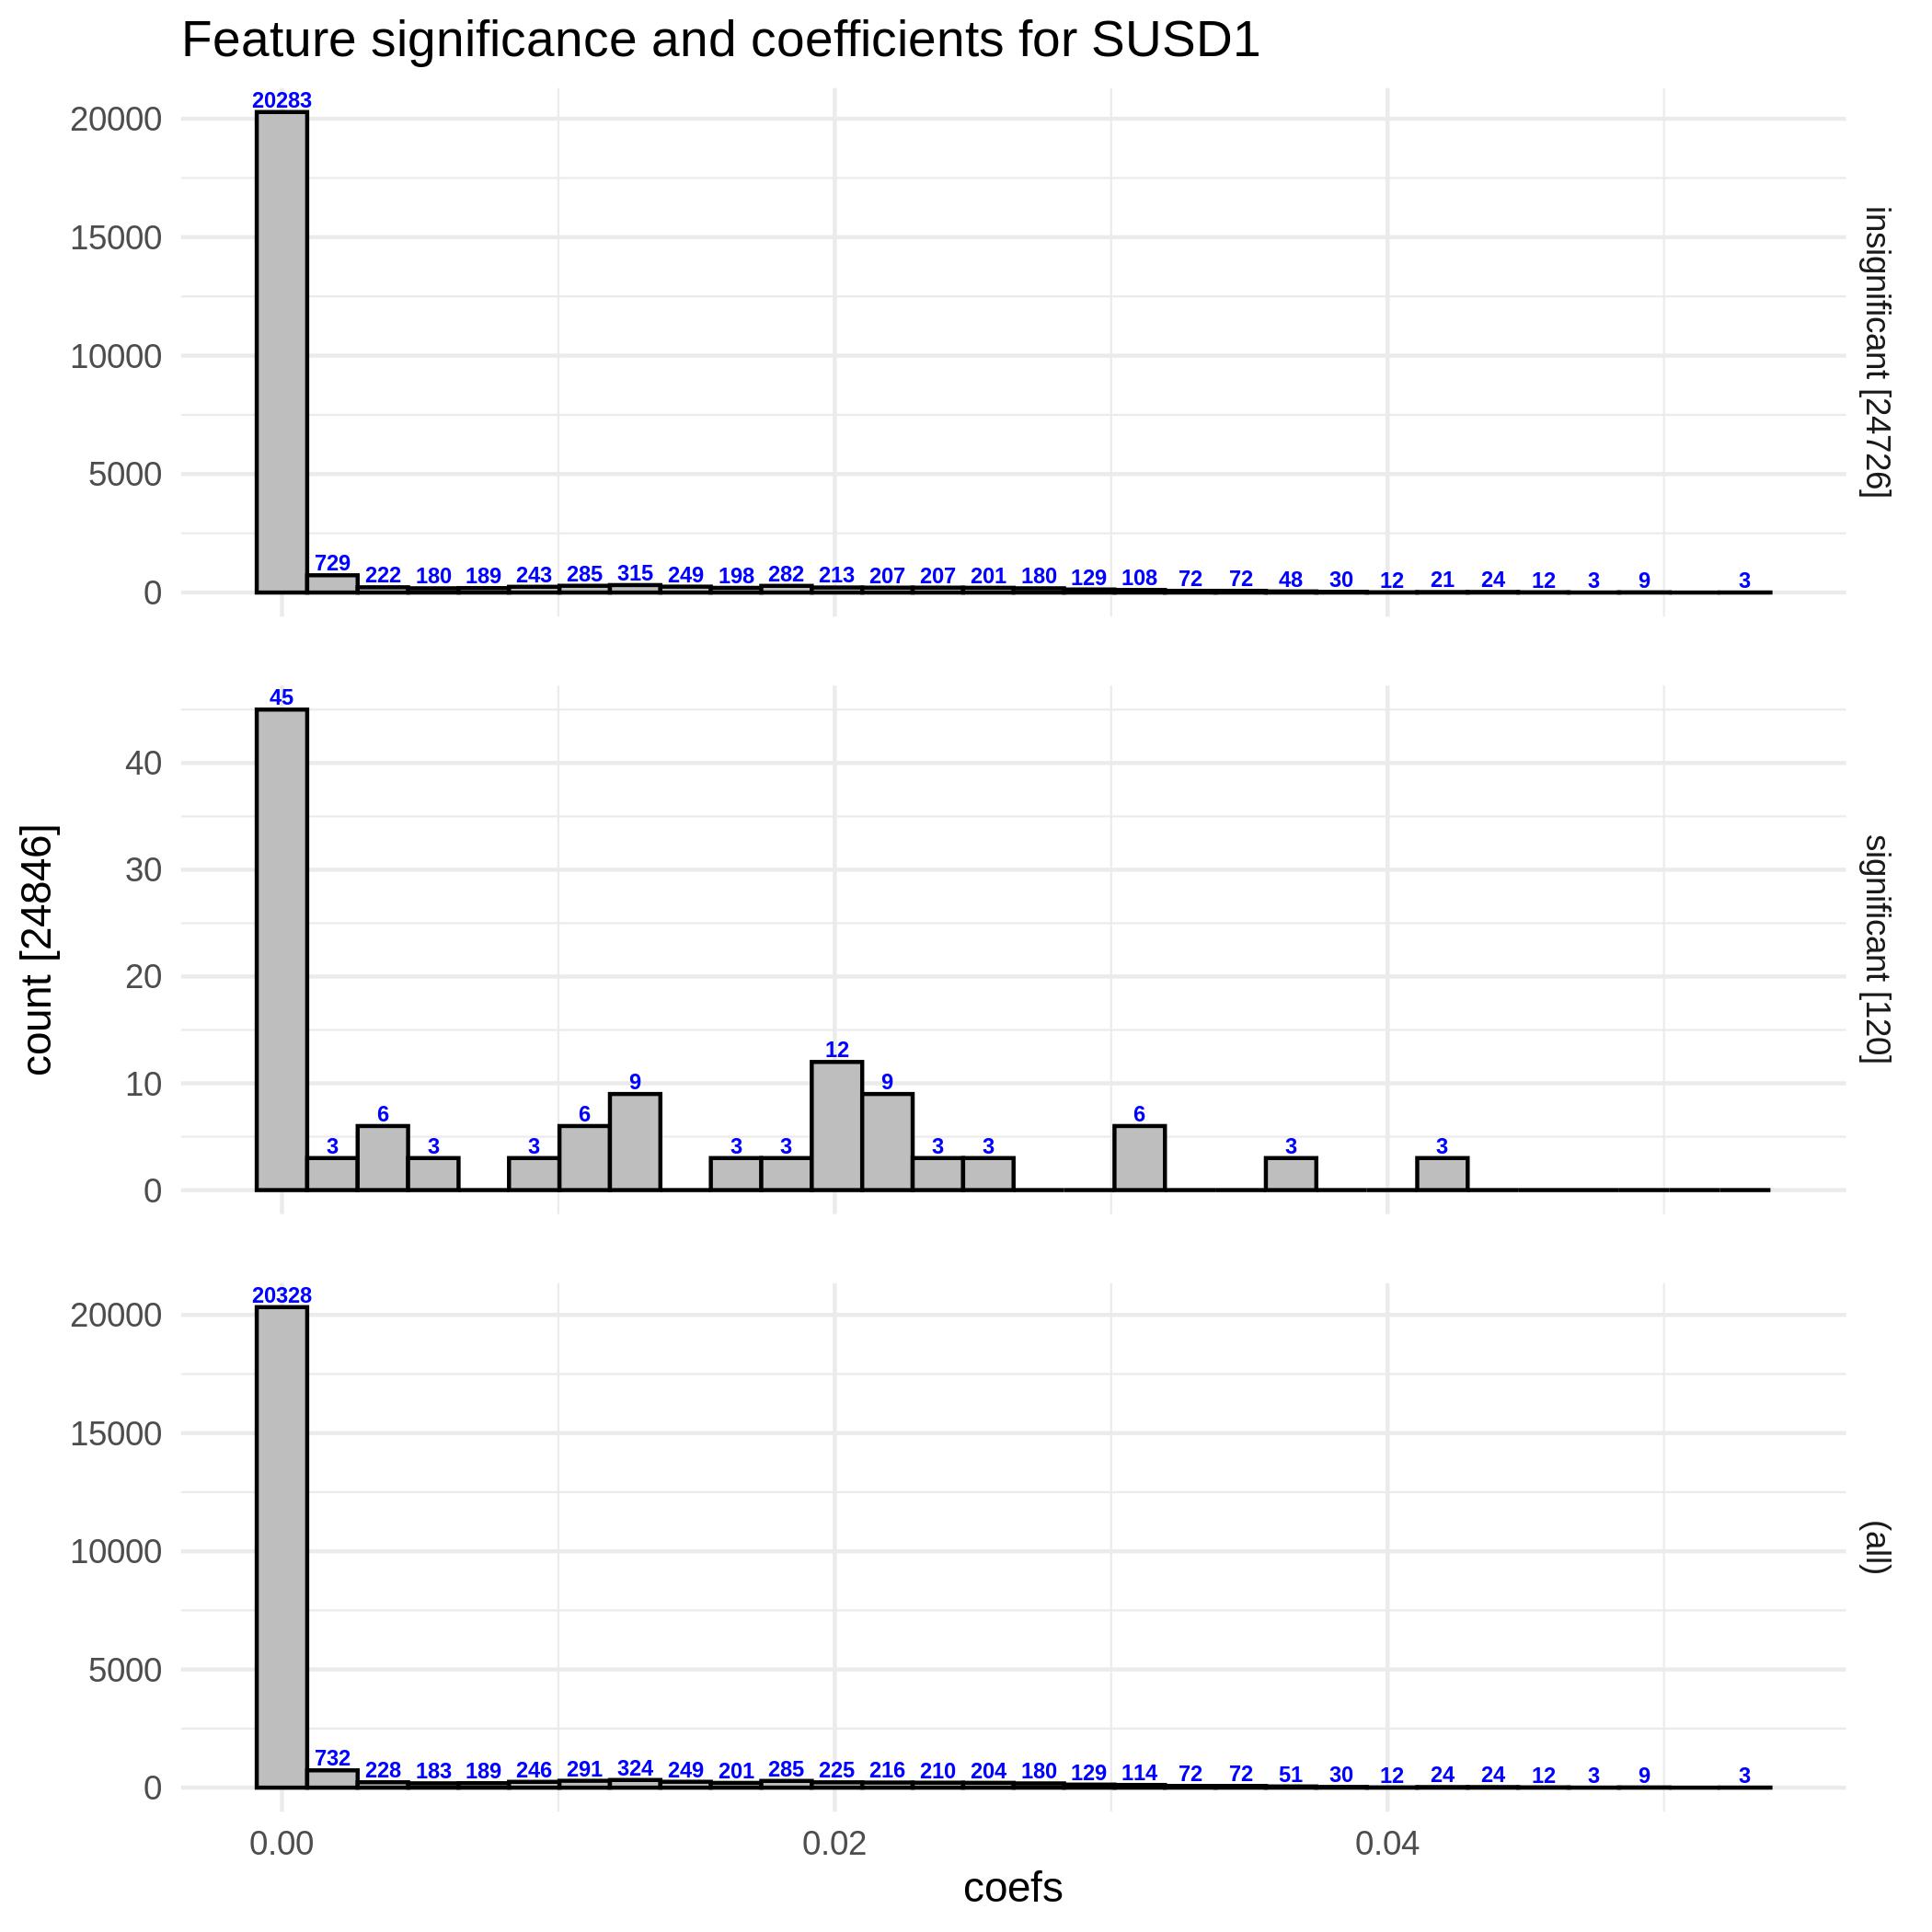 Feature significance and coefficients for SUSD1
20283
20000
15000
10000
5000
0
729 222 180 189 243 285 315 249 198 282 213 207 207 201 180 129 108 72 72 48 30 12 21 24 12 3 9 3
insignificant [24726]
45
40
30
20
10
0
3 6 3 3 6 9 3 3 12 9 3 3 6 3 3
significant [120]
count [24846]
20328
20000
15000
10000
5000
0
732 228 183 189 246 291 324 249 201 285 225 216 210 204 180 129 114 72 72 51 30 12 24 24 12 3 9 3
(all)
0.00 0.02 0.04
coefs